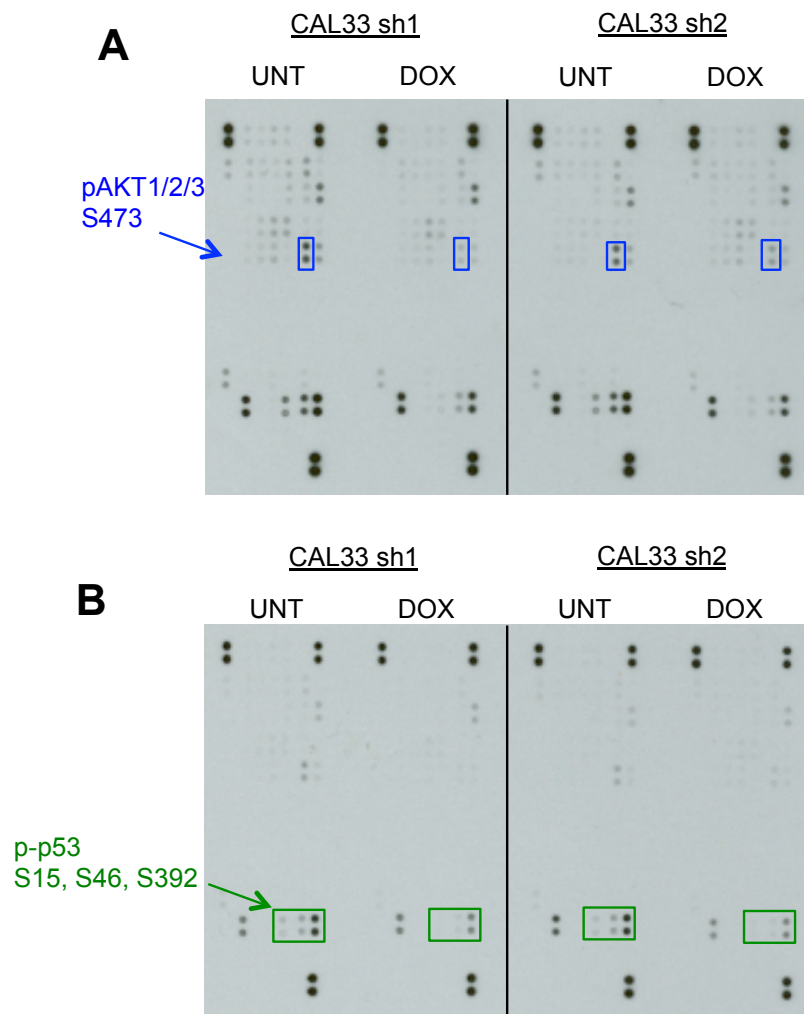 A
CAL33 sh1
CAL33 sh2
UNT
DOX
UNT
DOX
pAKT1/2/3
S473
B
CAL33 sh1
CAL33 sh2
UNT
DOX
UNT
DOX
p-p53
S15, S46, S392